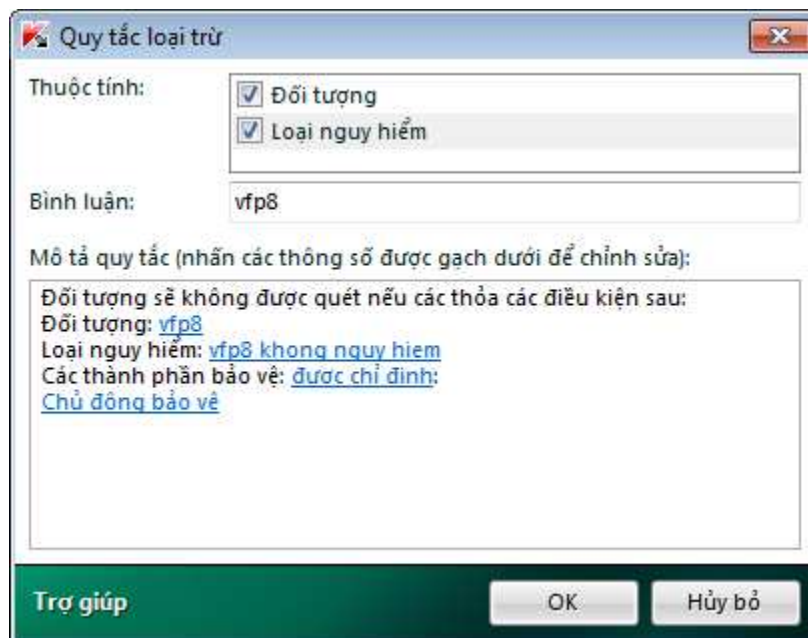 Quy tắc loại trừ
Thuộc tính:
Đối tượng
Loại nguy hiểm
Bình luận:
vfp8
Mô tả quy tắc (nhấn các thông số được gạch dưới để chỉnh sửa):
Đối tượng sẽ không được quét nếu các thỏa các điều kiện sau:
Đối tượng: vfp8
Loại nguy hiểm: vfp8 khong nguy hiem
Các thành phần bảo vệ: được chỉ định:
Chủ động bảo vệ
Trợ giúp
OK
Hủy bỏ